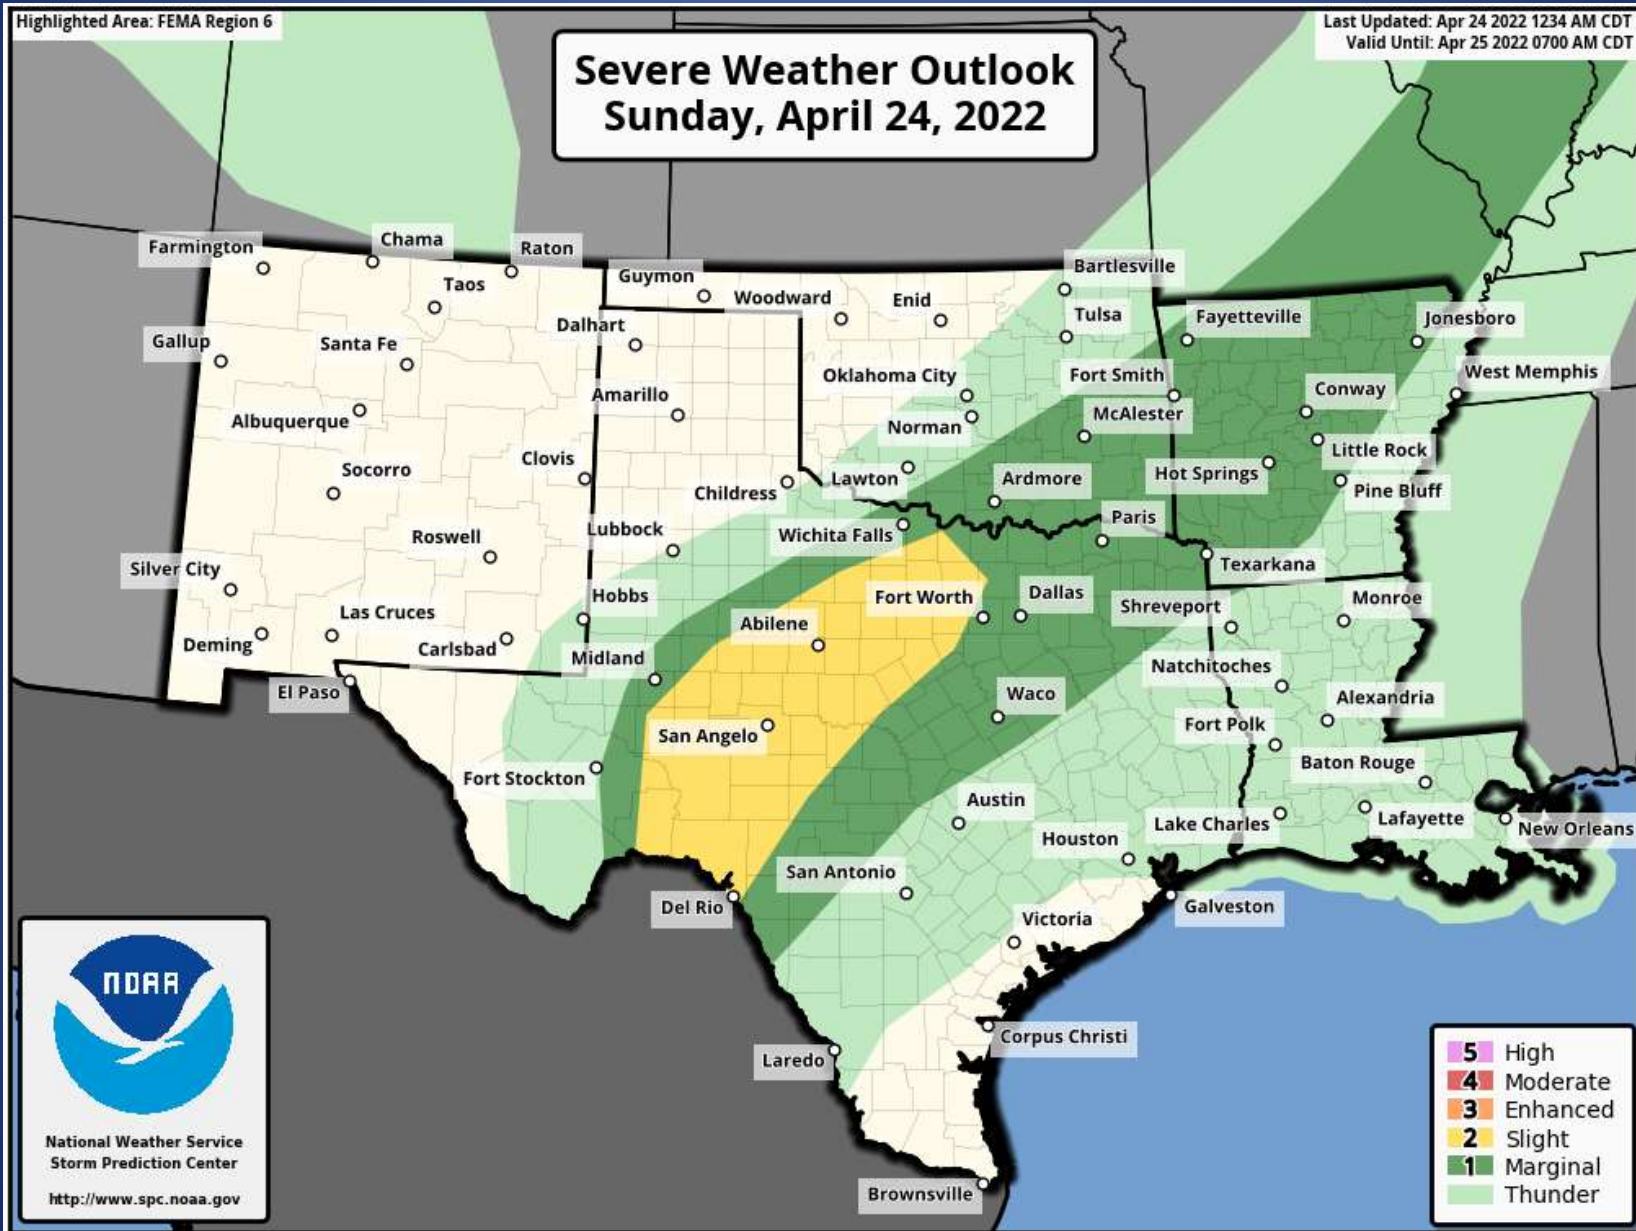 Highlighted Area: FEMA Region 6
Last Updated: Apr 24 2022 1234 AM CDT
Valid Until: Apr 25 2022 0700 AM CDT
Severe Weather Outlook
Sunday, April 24, 2022
Farmington
Chama
Raton
Taos
Guymon
Woodward
Enid
Bartlesville
Tulsa
Fayetteville
Jonesboro
Gallup
Santa Fe
Dalhart
Oklahoma City
Fort Smith
West Memphis
Amarillo
Conway
Albuquerque
Norman
McAlester
Little Rock
Socorro
Clovis
Childress
Lawton
Ardmore
Hot Springs
Pine Bluff
Roswell
Lubbock
Wichita Falls
Paris
Texarkana
Silver City
Las Cruces
Hobbs
Fort Worth
Dallas
Shreveport
Monroe
Deming
Carlsbad
Midland
Abilene
Natchitoches
El Paso
Waco
Alexandria
San Angelo
Fort Polk
Fort Stockton
Baton Rouge
Austin
Lake Charles
Lafayette
New Orleans
Houston
San Antonio
Del Rio
Galveston
Victoria
Corpus Christi
Laredo
Brownsville
NOAA
National Weather Service
Storm Prediction Center
http://www.spc.noaa.gov
5 High
4 Moderate
3 Enhanced
2 Slight
1 Marginal
Thunder